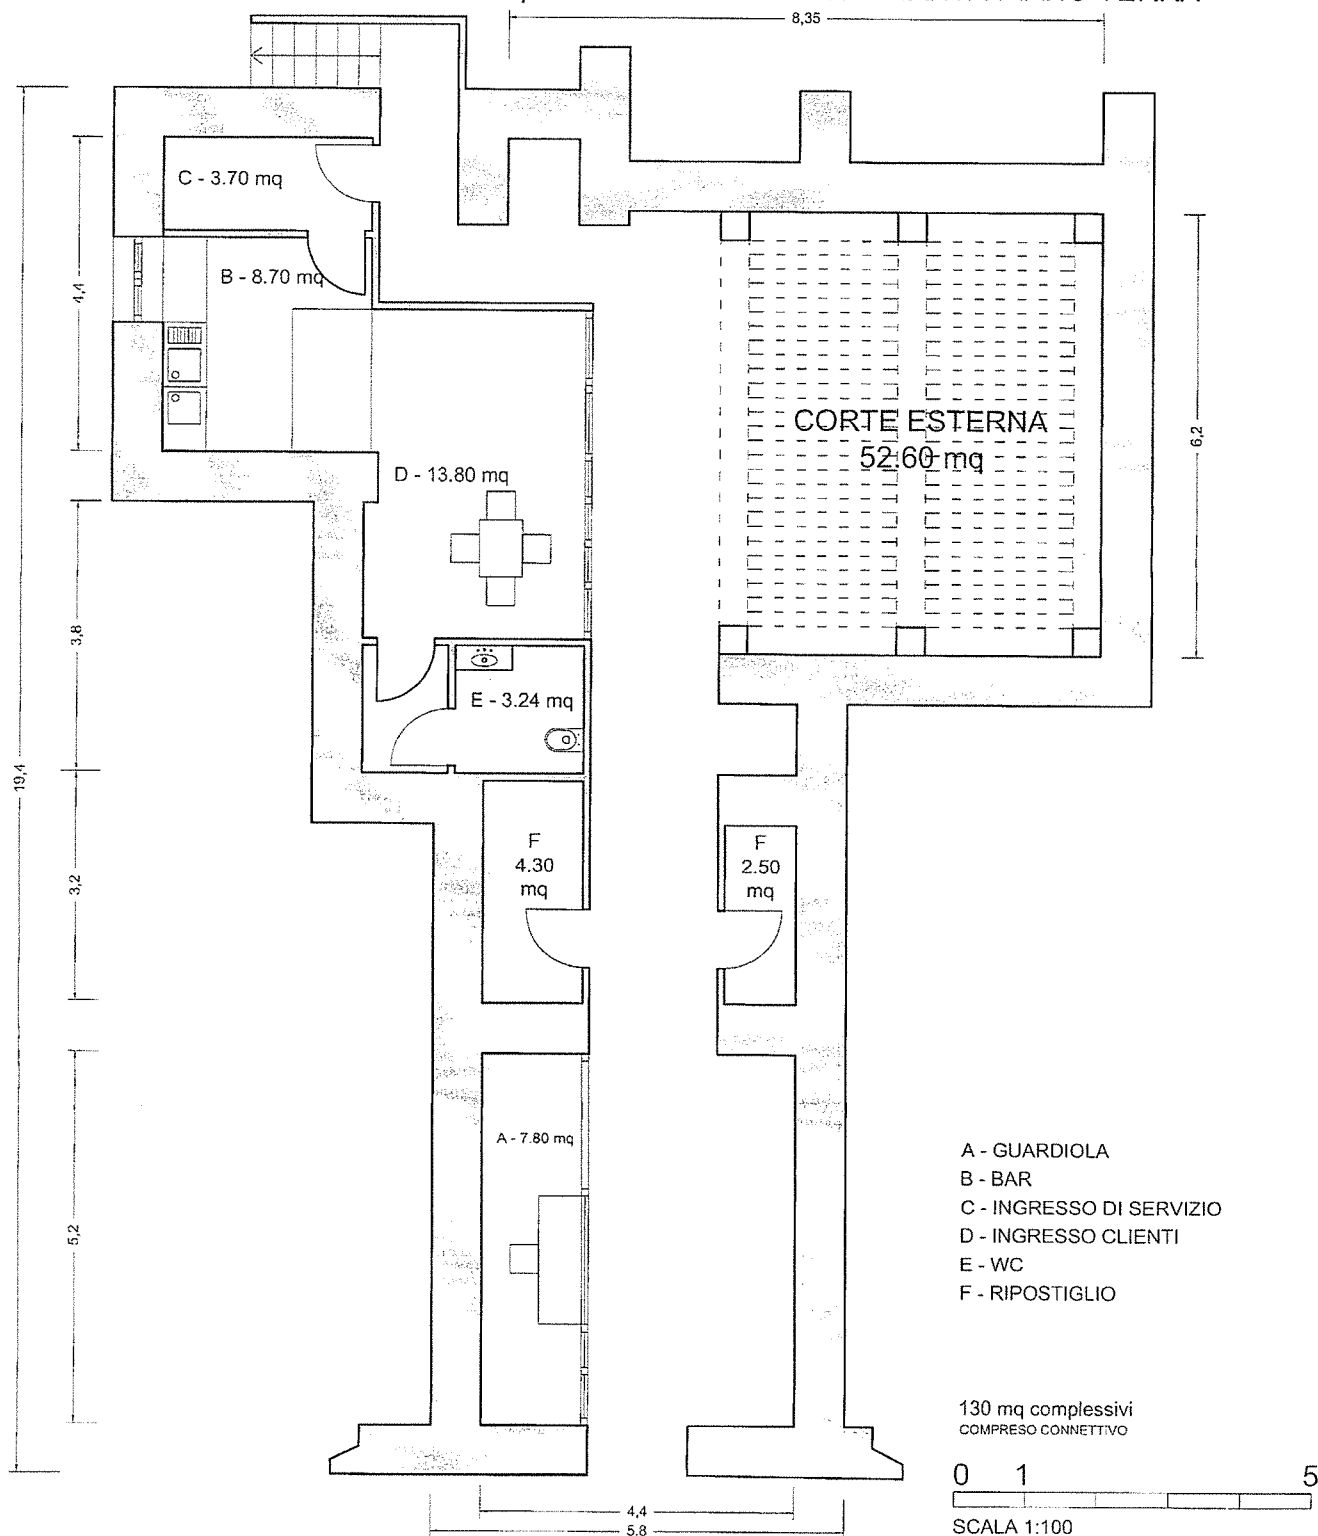 8,35
C - 3.70 mq
B - 8.70 mq
4,4
CORTE ESTERNA
52.60 mq
6,2
D - 13.80 mq
3,8
E - 3.24 mq
19,4
F
4.30
mq
F
2.50
mq
3,2
A - 7.80 mq
5,2
A - GUARDIOLA
B - BAR
C - INGRESSO DI SERVIZIO
D - INGRESSO CLIENTI
E - WC
F - RIPOSTIGLIO
130 mq complessivi
COMPRESO CONNETTIVO
0 1 5
SCALA 1:100
4,4
5,8